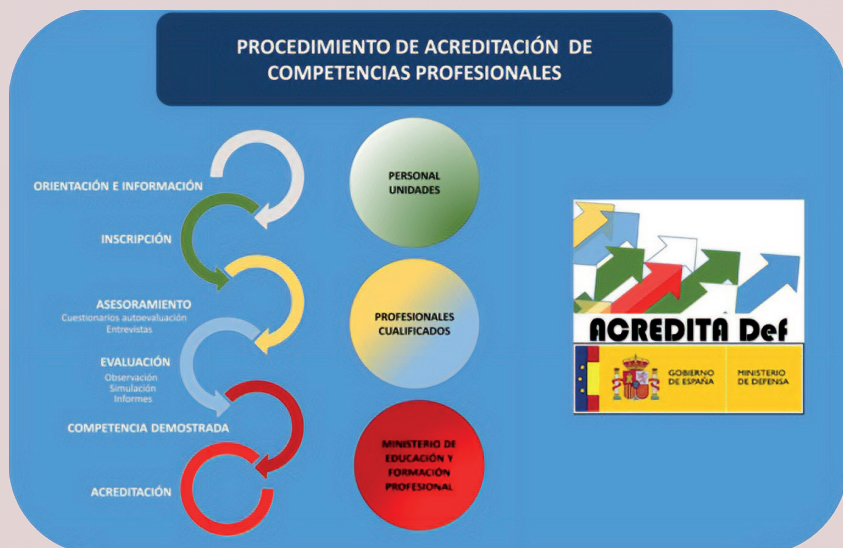 PROCEDIMIENTO DE ACREDITACIÓN DE
COMPETENCIAS PROFESIONALES
ORIENTACIÓN E INFORMACIÓN
INSCRIPCIÓN
ASESORAMIENTO
Cuestionarios autoevaluación
Entrevistas
EVALUACIÓN
Observación
Simulación
Informes
COMPETENCIA DEMOSTRADA
ACREDITACIÓN
PERSONAL
UNIDADES
PROFESIONALES
CUALIFICADOS
MINISTERIO DE
EDUCACIÓN Y
FORMACIÓN
PROFESIONAL
ACREDITA Def
GOBIERNO
DE ESPAÑA
MINISTERIO
DE DEFENSA